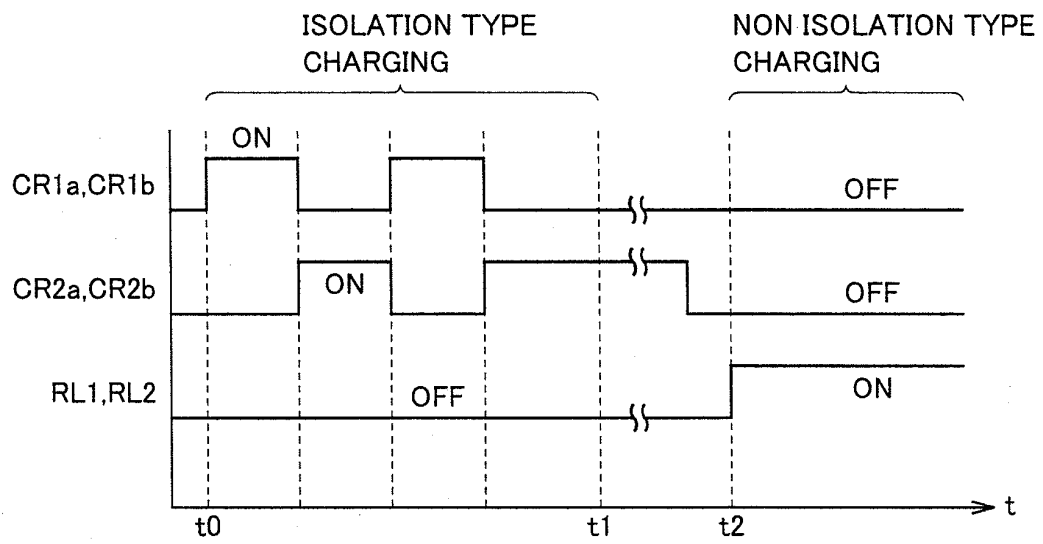 ISOLATION TYPE
CHARGING
NON ISOLATION TYPE
CHARGING
CR1a,CR1b
ON
OFF
CR2a,CR2b
ON
OFF
RL1,RL2
OFF
ON
t0
t1
t2
t